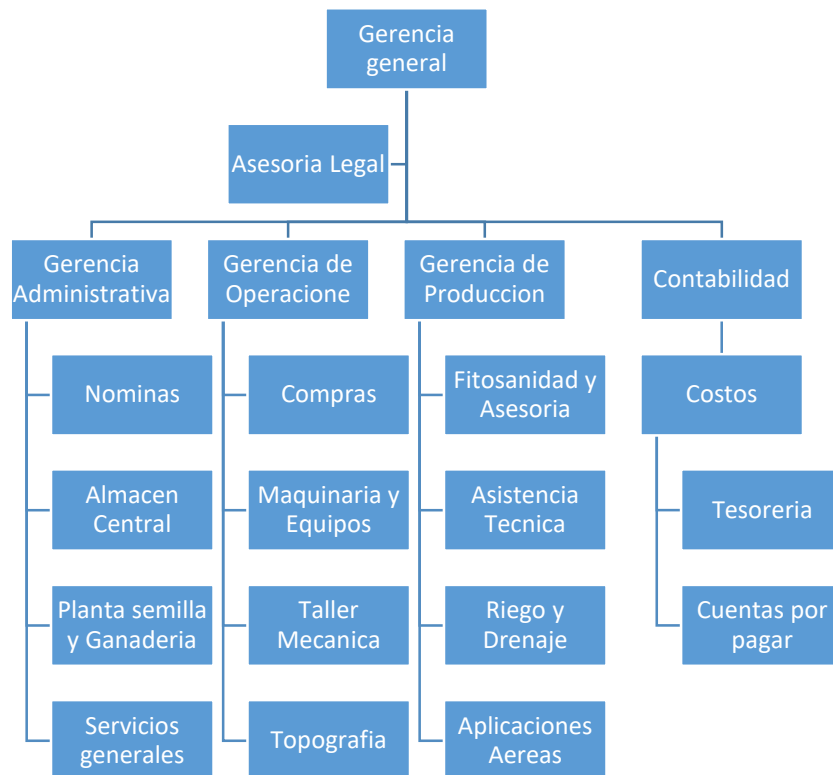 Gerencia
general
Asesoria Legal
Gerencia
Administrativa
Gerencia de
Operacione
Gerencia de
Produccion
Contabilidad
Nominas
Compras
Fitosanidad y
Asesoria
Costos
Almacen
Central
Maquinaria y
Equipos
Asistencia
Tecnica
Tesoreria
Planta semilla
y Ganaderia
Taller
Mecanica
Riego y
Drenaje
Cuentas por
pagar
Servicios
generales
Topografia
Aplicaciones
Aereas